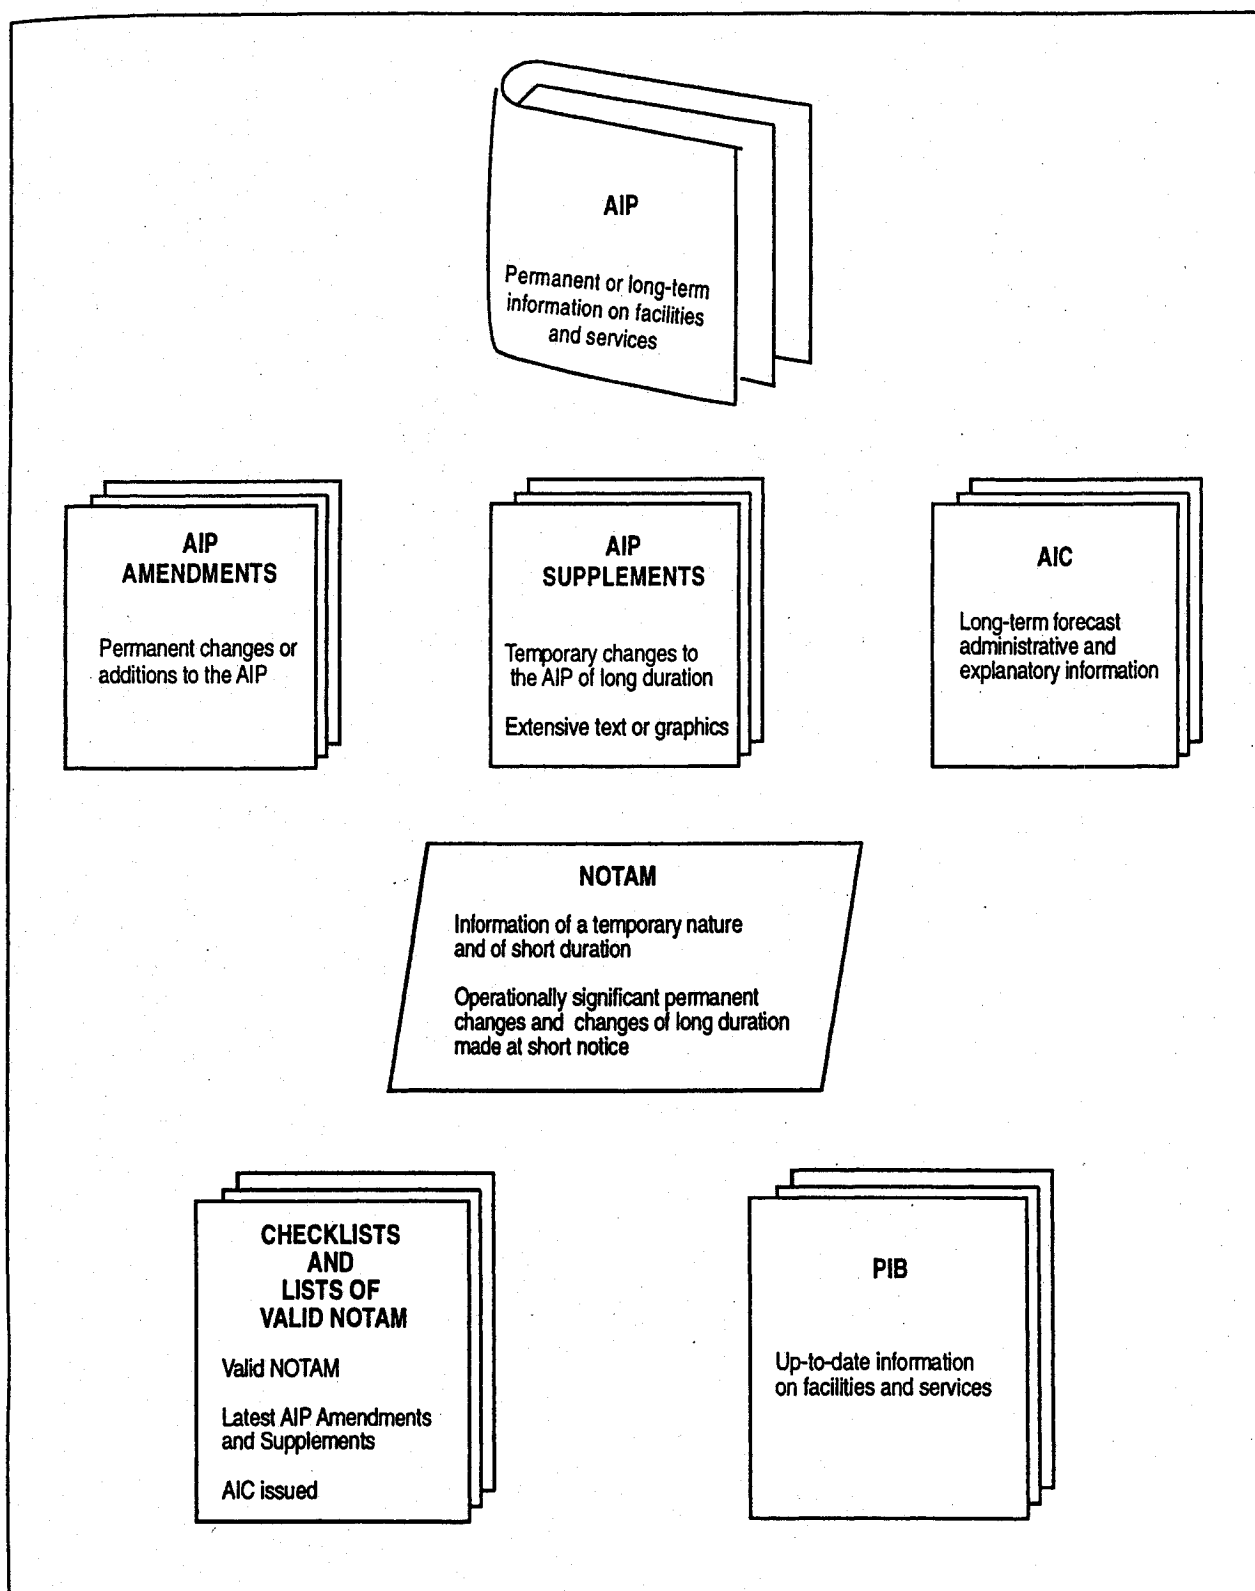 AIP
Permanent or long-term
information on facilities
and services
AIP
AMENDMENTS
Permanent changes or
additions to the AIP
AIP
SUPPLEMENTS
Temporary changes to
the AIP of long duration
Extensive text or graphics
AIC
Long-term forecast
administrative and
explanatory information
NOTAM
Information of a temporary nature
and of short duration
Operationally significant permanent
changes and changes of long duration
made at short notice
CHECKLISTS
AND
LISTS OF
VALID NOTAM
Valid NOTAM
Latest AIP Amendments
and Supplements
AIC issued
PIB
Up-to-date information
on facilities and services